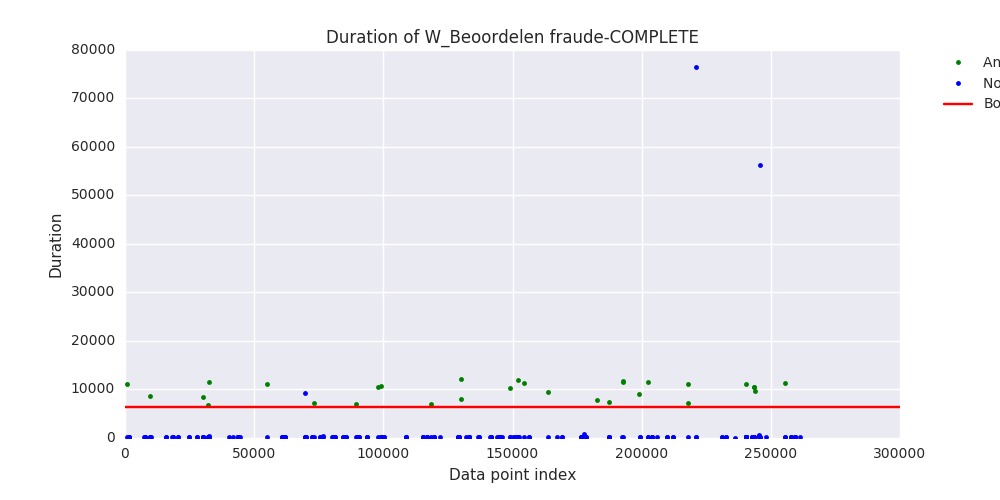 Duration of W_Beoordelen fraude-COMPLETE
80000
70000
60000
50000
40000
30000
20000
10000
0
Duration
0
50000
100000
150000
200000
250000
300000
Data point index
An
No
Bo